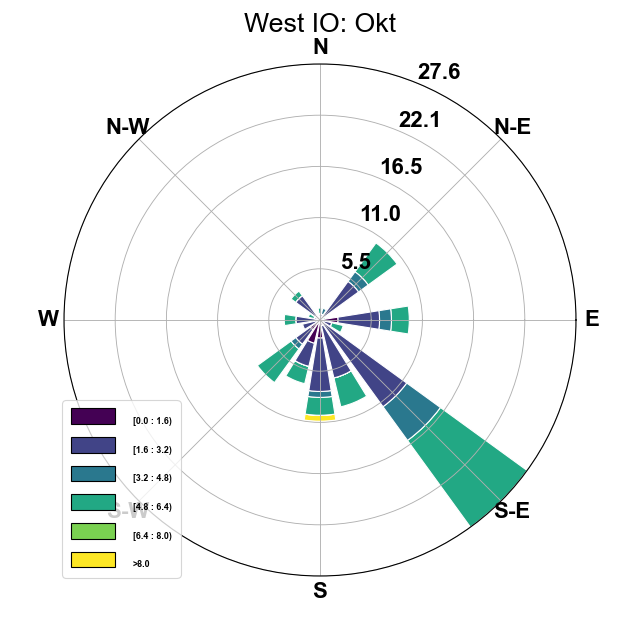 West IO: Okt
N
27.6
22.1
N-W
N-E
16.5
11.0
5.5
W
E
[0.0 : 1.6)
[1.6 : 3.2)
[3.2 : 4.8)
[4.8 : 6.4)
S-W
S-E
[6.4 : 8.0)
>8.0
S